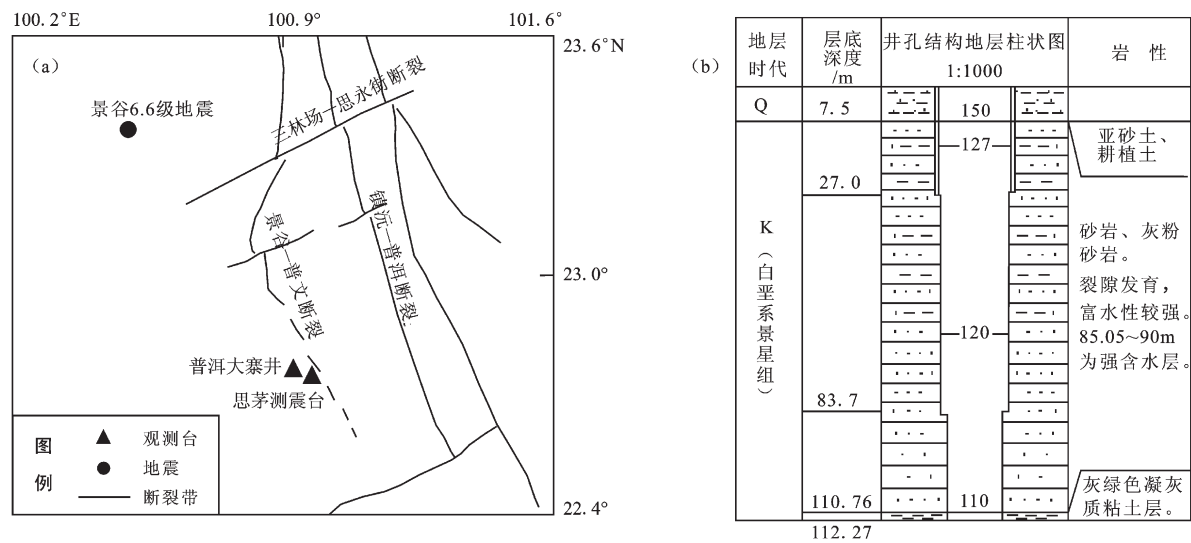 100.2°E
100.9°
101.6°
(a)
23.6°N
景谷6.6级地震
三林场—思永街断裂
镇沅—普洱断裂
景谷—普文断裂
23.0°
普洱大寨井
思茅测震台
图
例
观测台
地震
断裂带
22.4°
(b)
地层
时代
层底
深度
/m
井孔结构地层柱状图
1:1000
岩 性
Q
7.5
150
127
亚砂土、
耕植土
27.0
K
(白垩系景星组)
砂岩、灰粉
砂岩。
裂隙发育,
富水性较强。
85.05~90m
为强含水层。
120
83.7
110.76
110
灰绿色凝灰
质粘土层。
112.27